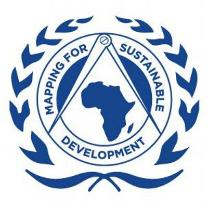 MAPPING FOR SUSTAINABLE
DEVELOPMENT